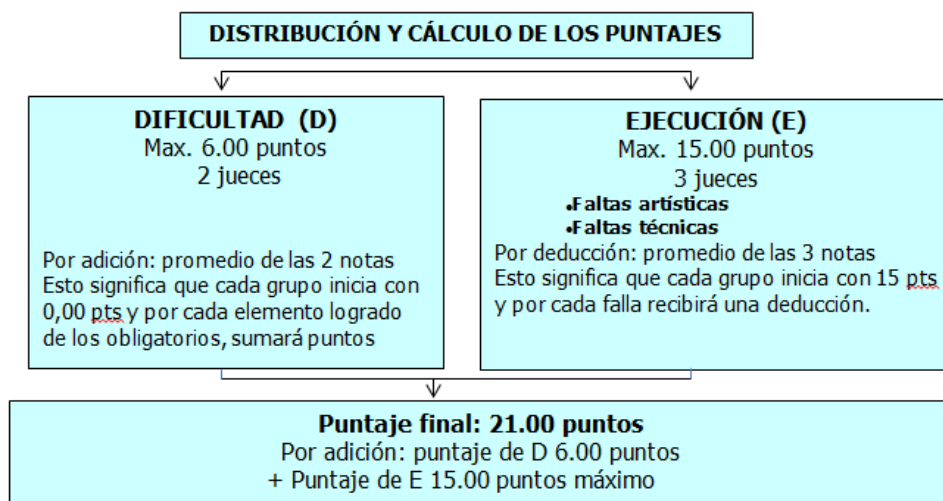 DISTRIBUCIÓN Y CÁLCULO DE LOS PUNTAJES
DIFICULTAD (D)
Max. 6.00 puntos
2 jueces
Por adición: promedio de las 2 notas
Esto significa que cada grupo inicia con
0,00 pts y por cada elemento logrado
de los obligatorios, sumará puntos
EJECUCIÓN (E)
Max. 15.00 puntos
3 jueces
•Faltas artísticas
•Faltas técnicas
Por deducción: promedio de las 3 notas
Esto significa que cada grupo inicia con 15 pts
y por cada falla recibirá una deducción.
Puntaje final: 21.00 puntos
Por adición: puntaje de D 6.00 puntos
+ Puntaje de E 15.00 puntos máximo